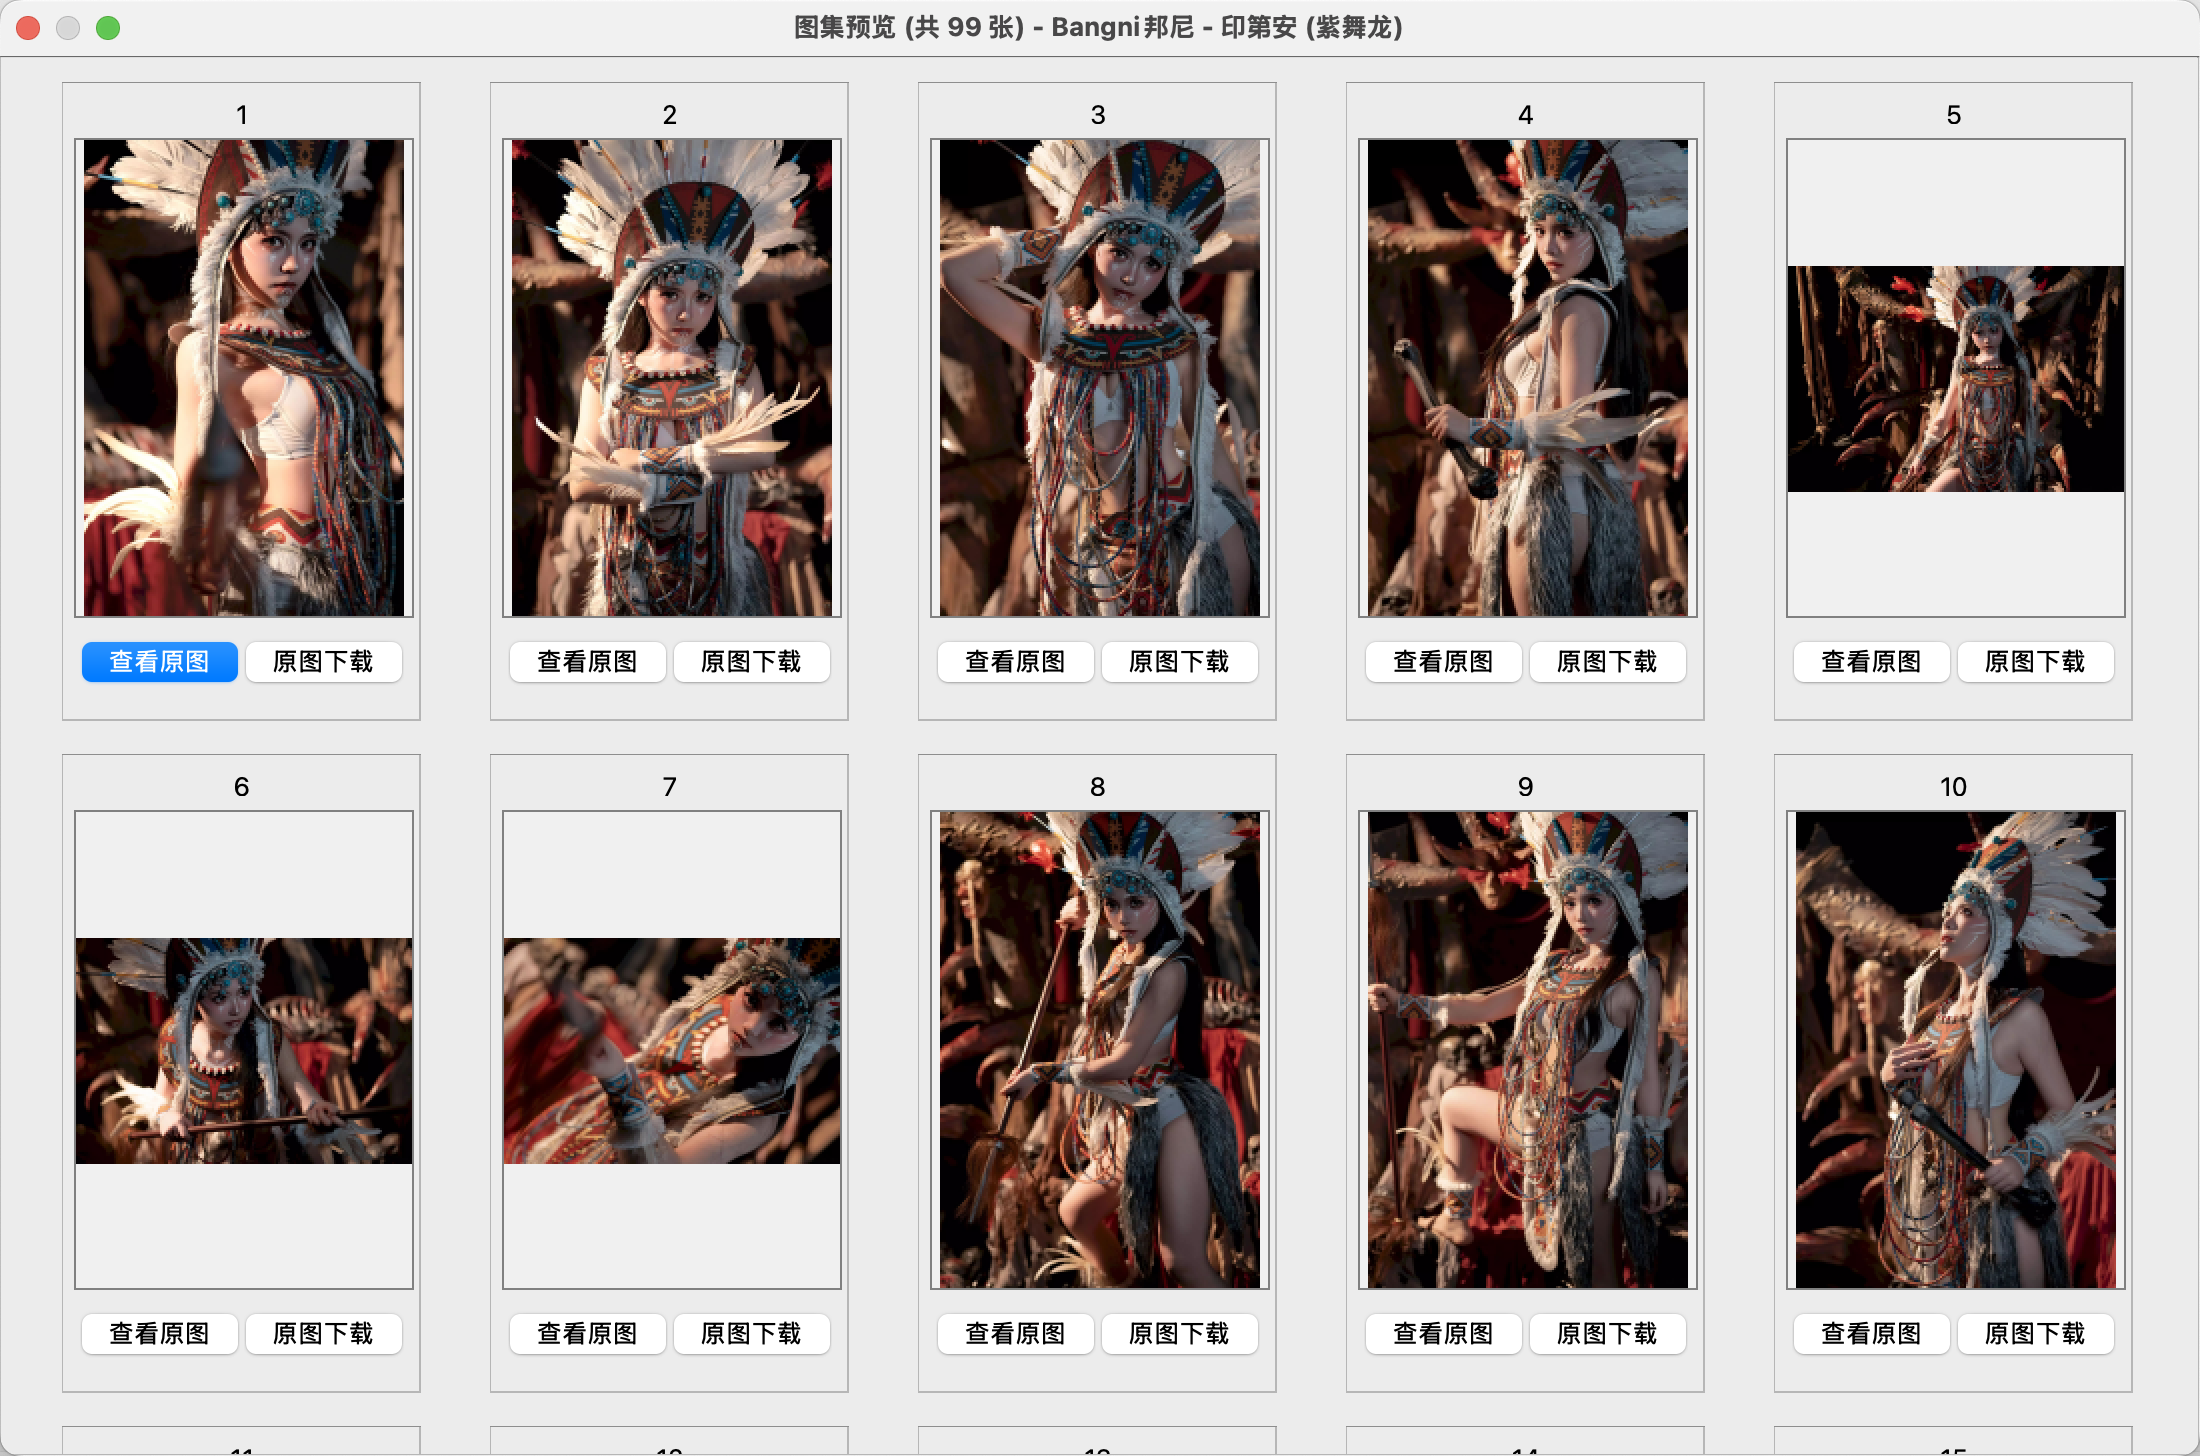 图集预览 (共 99 张) - Bangni邦尼 - 印第安 (紫舞龙)
1 2 3 4 5
查看原图 原图下载 查看原图 原图下载 查看原图 原图下载 查看原图 原图下载 查看原图 原图下载
6 7 8 9 10
查看原图 原图下载 查看原图 原图下载 查看原图 原图下载 查看原图 原图下载 查看原图 原图下载
11 12 13 14 15